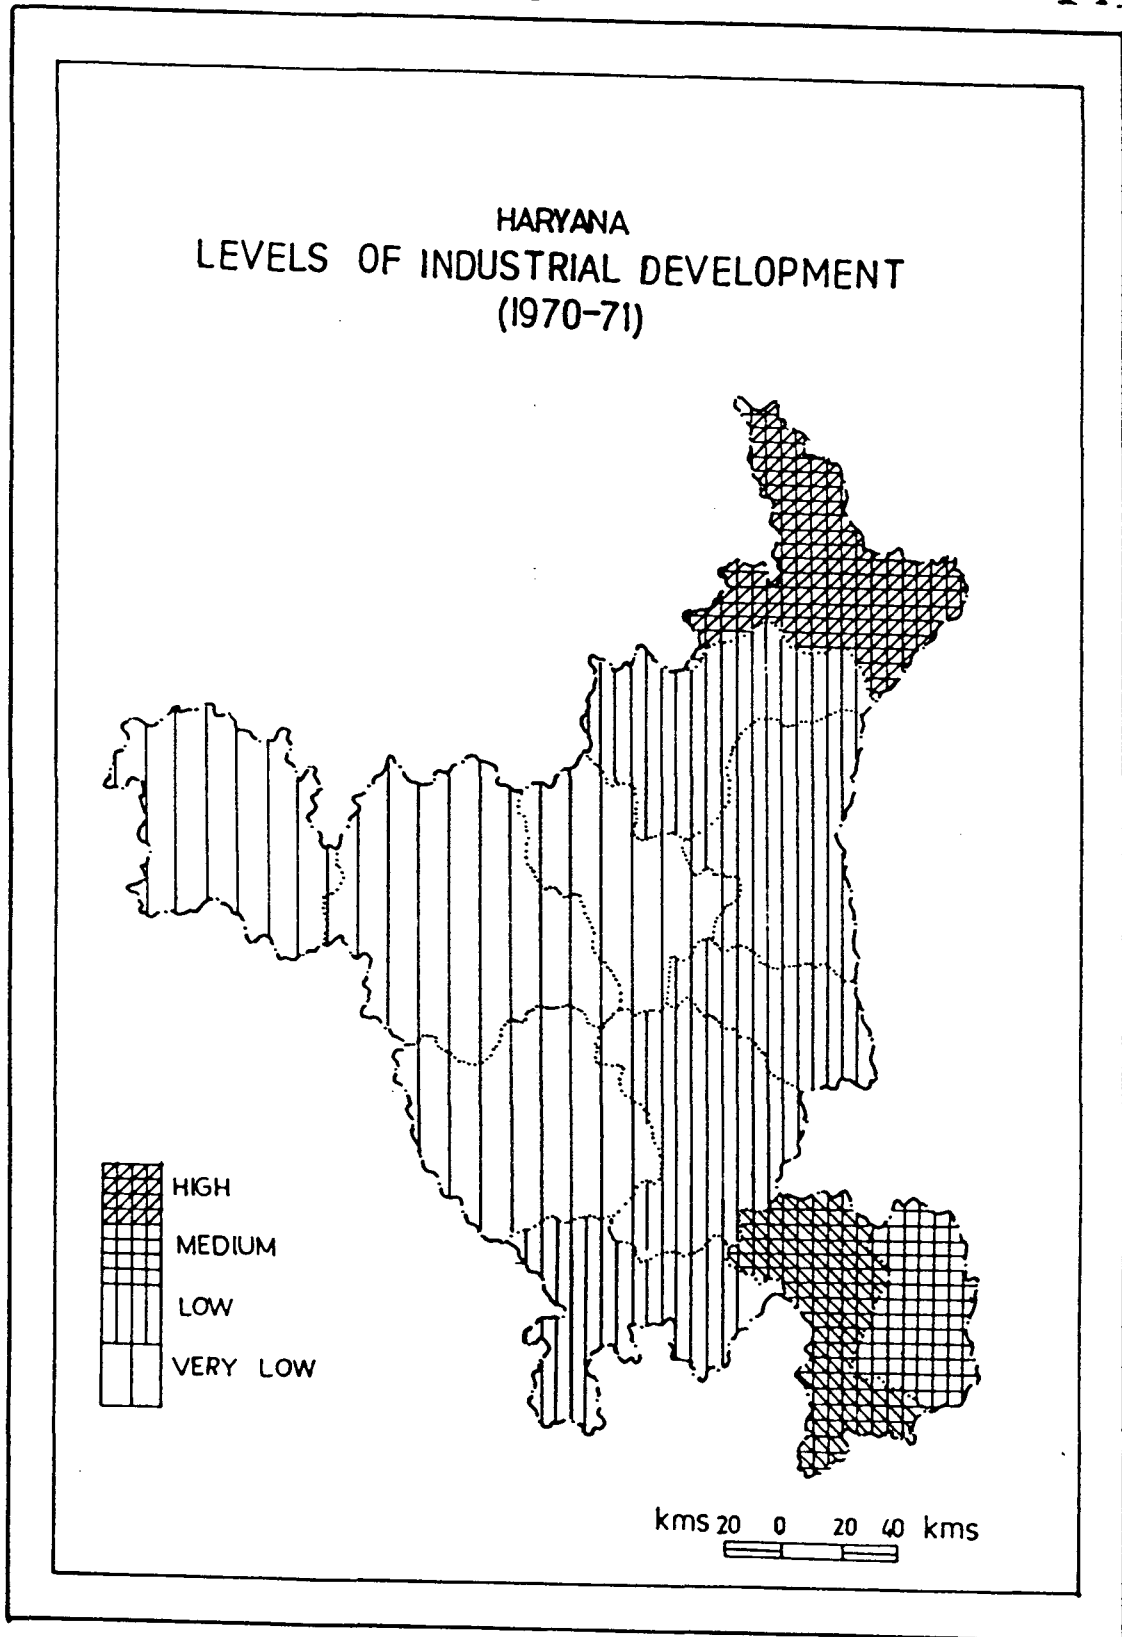 HARYANA
LEVELS OF INDUSTRIAL DEVELOPMENT
(1970-71)
HIGH
MEDIUM
LOW
VERY LOW
kms 20 0 20 40 kms